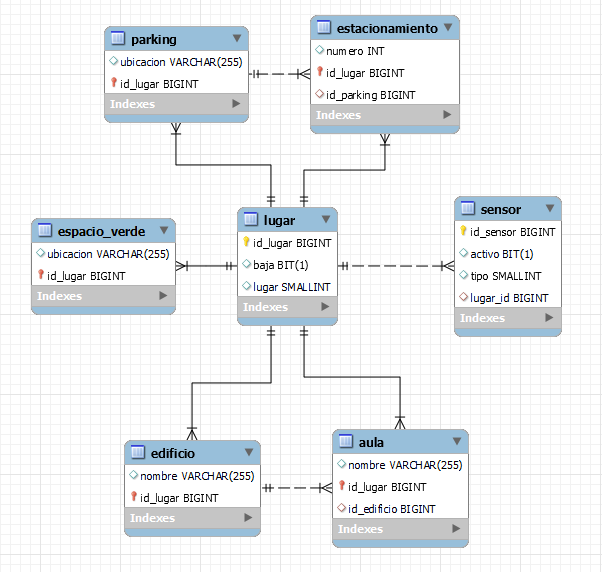 parking
ubicacion VARCHAR(255)
id_lugar BIGINT
Indexes
estacionamiento
numero INT
id_lugar BIGINT
id_parking BIGINT
Indexes
espacio_verde
ubicacion VARCHAR(255)
id_lugar BIGINT
Indexes
lugar
id_lugar BIGINT
baja BIT(1)
lugar SMALLINT
Indexes
sensor
id_sensor BIGINT
activo BIT(1)
tipo SMALLINT
lugar_id BIGINT
Indexes
edificio
nombre VARCHAR(255)
id_lugar BIGINT
Indexes
aula
nombre VARCHAR(255)
id_lugar BIGINT
id_edificio BIGINT
Indexes